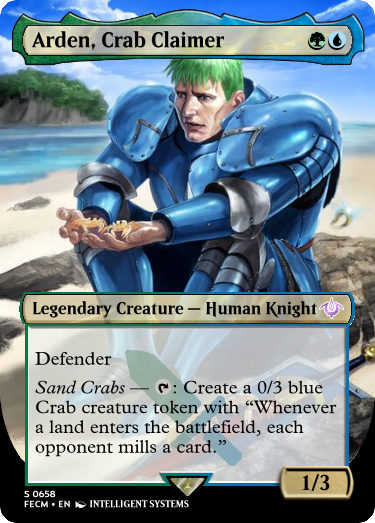 Arden, Crab Claimer
Legendary Creature — Human Knight
Defender
Sand Crabs — : Create a 0/3 blue
Crab creature token with “Whenever
a land enters the battlefield, each
opponent mills a card.”
1/3
S 0658
FECM • EN INTELLIGENT SYSTEMS